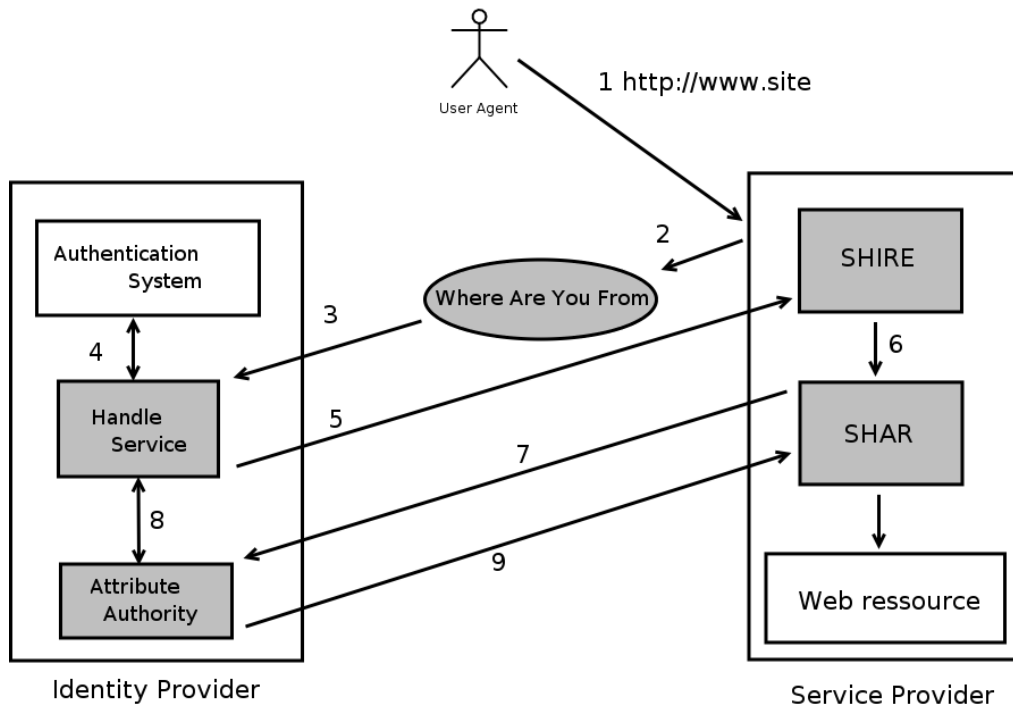 1 http://www.site
User Agent
Authentication
System
2
SHIRE
Where Are You From
3
4
6
Handle
Service
5
SHAR
7
8
9
Attribute
Authority
Web ressource
Identity Provider
Service Provider